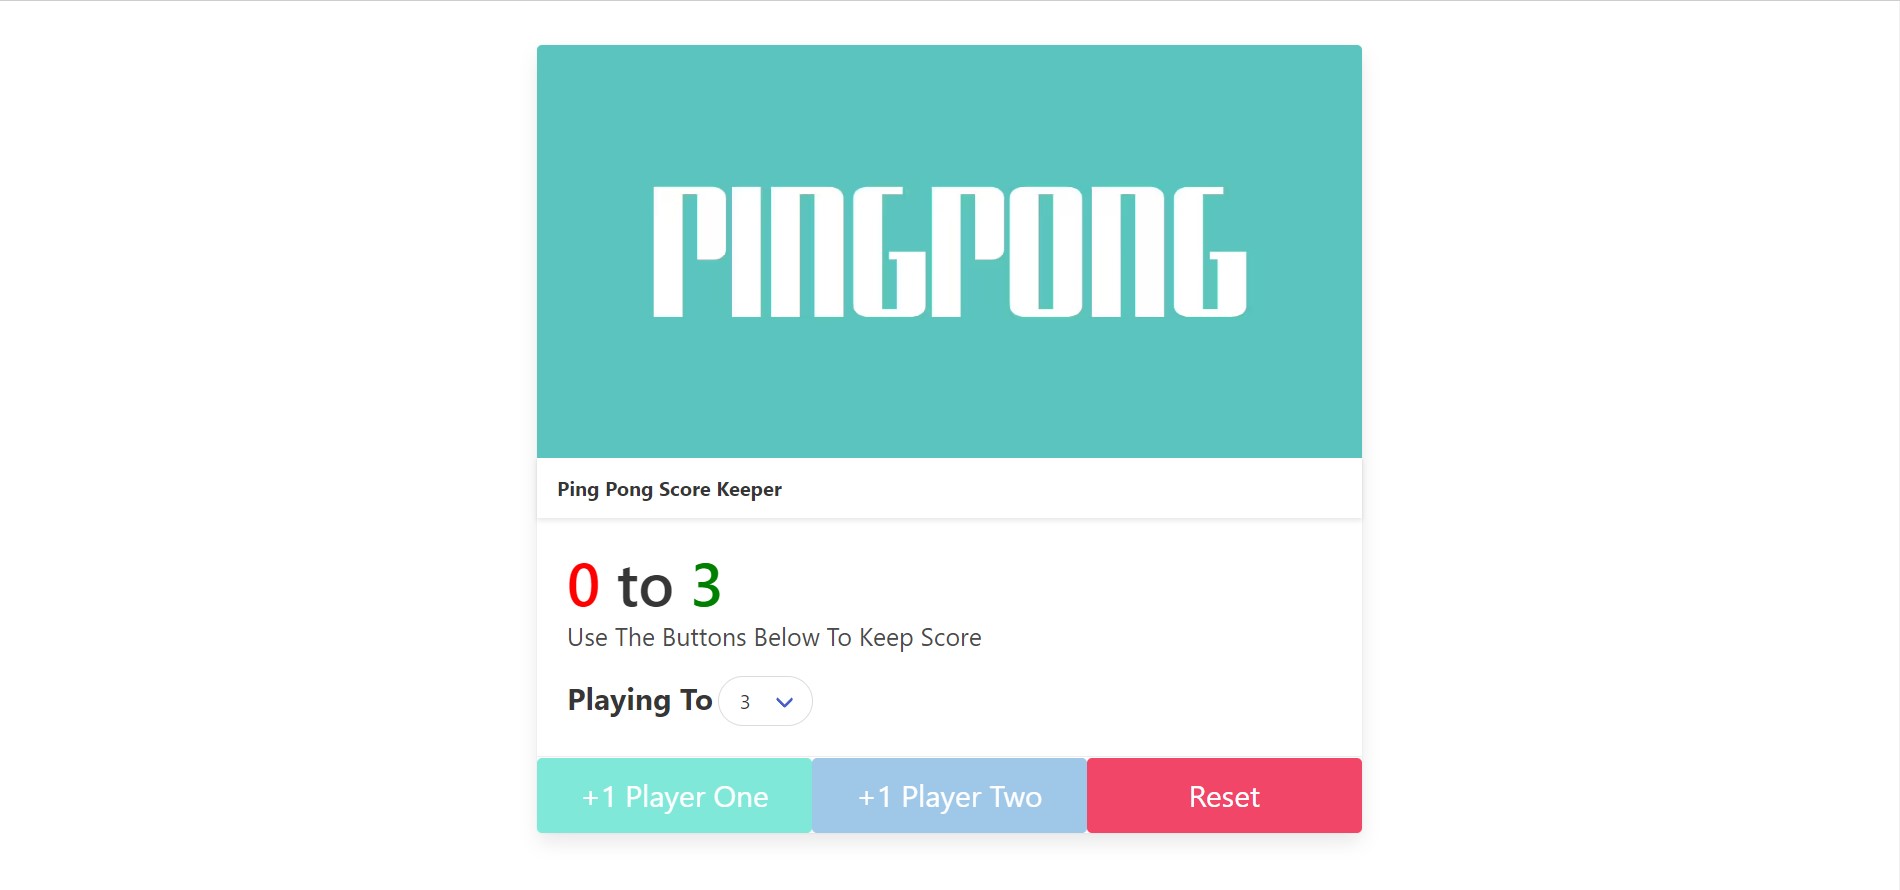 PINGPONG
Ping Pong Score Keeper
0 to 3
Use The Buttons Below To Keep Score
Playing To 3
+1 Player One +1 Player Two Reset